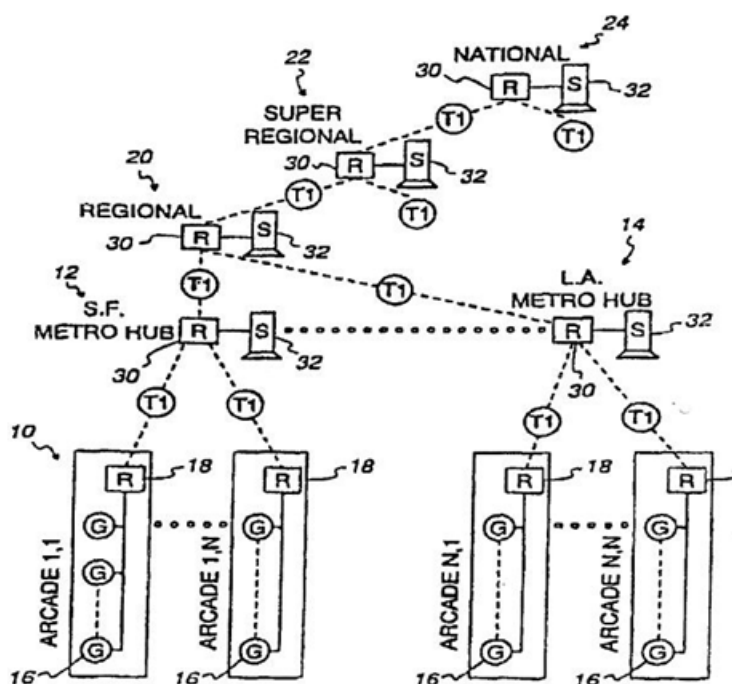 24
NATIONAL
22
30
R
S
32
SUPER
REGIONAL
T1
T1
20
30
R
S
32
REGIONAL
T1
T1
14
30
R
S
32
12
T1
T1
L.A.
METRO HUB
S.F.
METRO HUB
R
S
32
R
S
32
30
30
T1
T1
T1
T1
10
18
18
18
R
R
R
R
G
G
G
G
G
G
G
G
G
ARCADE 1,1
ARCADE 1,N
ARCADE N,1
ARCADE N,N
16
16
16
16